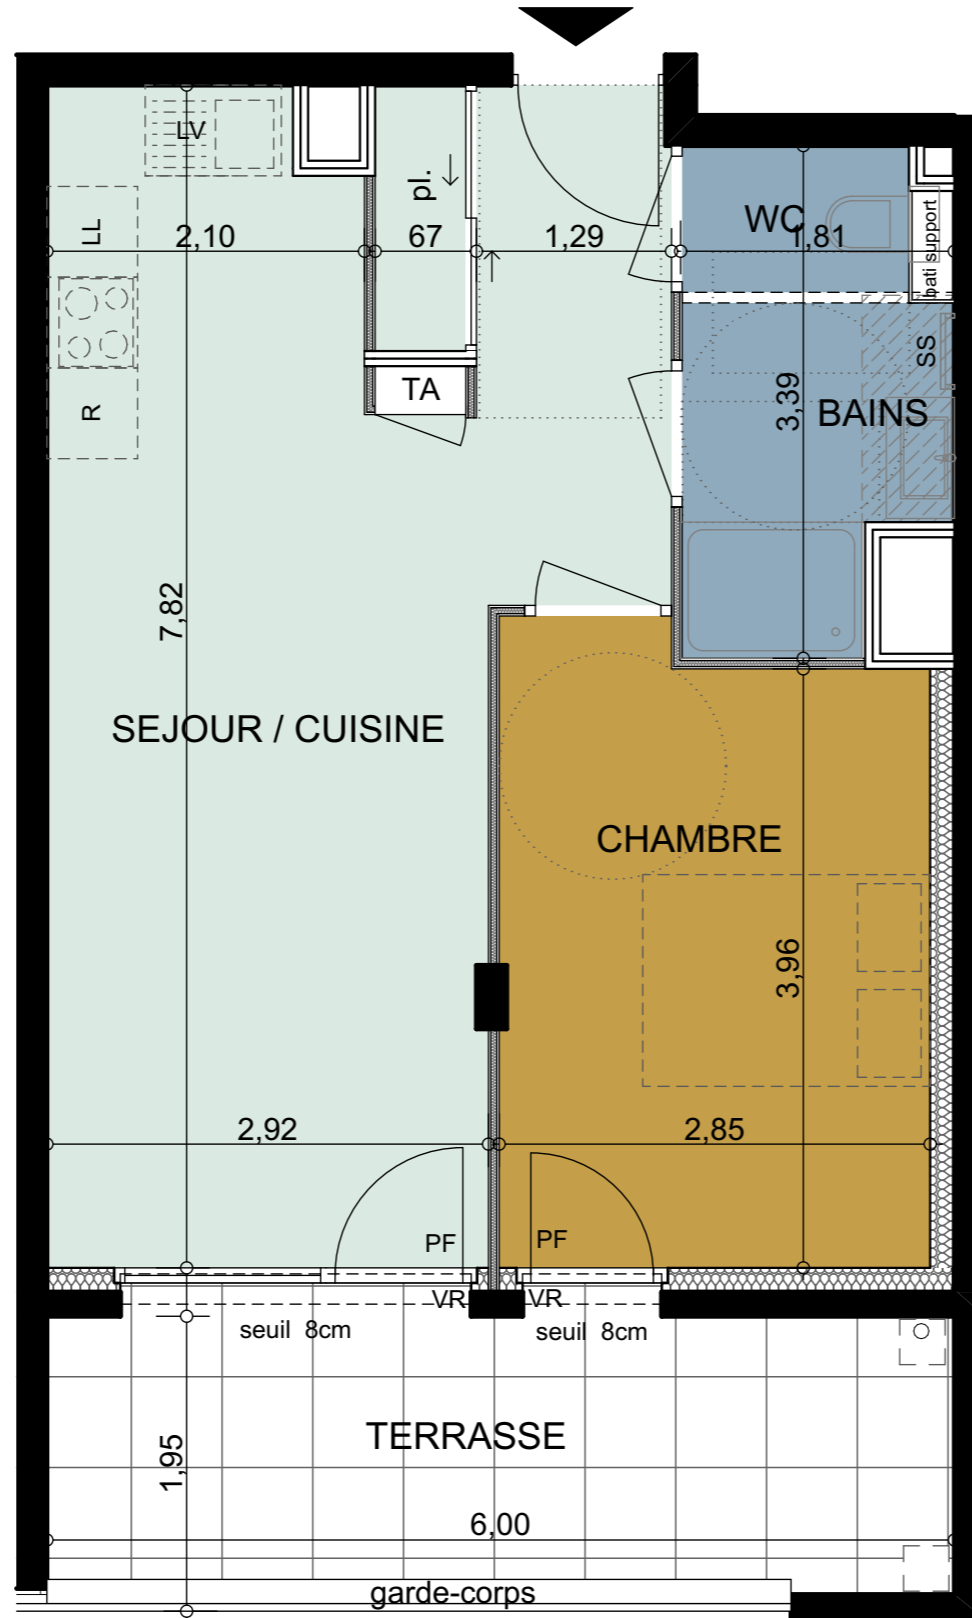 LV
pl.
WC
LL
2,10
67
1,29
1,81
bati support
SS
TA
R
3,39
BAINS
7,82
SEJOUR / CUISINE
CHAMBRE
3,96
2,92
2,85
PF
PF
VR
VR
seuil 8cm
seuil 8cm
TERRASSE
1,95
6,00
garde-corps